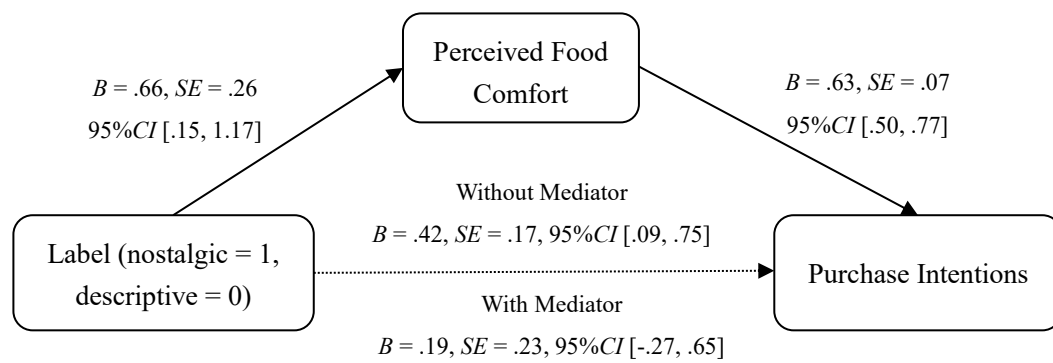 Perceived Food
Comfort
B = .66, SE = .26
95%CI [.15, 1.17]
B = .63, SE = .07
95%CI [.50, .77]
Without Mediator
B = .42, SE = .17, 95%CI [.09, .75]
Label (nostalgic = 1,
descriptive = 0)
Purchase Intentions
With Mediator
B = .19, SE = .23, 95%CI [-.27, .65]